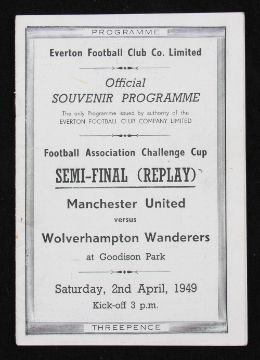 PROGRAMME
Everton Football Club Co. Limited
Official
SOUVENIR PROGRAMME
The only Programme issued by authority of the
EVERTON FOOTBALL CLUB COMPANY LIMITED
Football Association Challenge Cup
SEMI-FINAL (REPLAY)
Manchester United
versus
Wolverhampton Wanderers
at Goodison Park
Saturday, 2nd April, 1949
Kick-off 3 p.m.
THREEPENCE